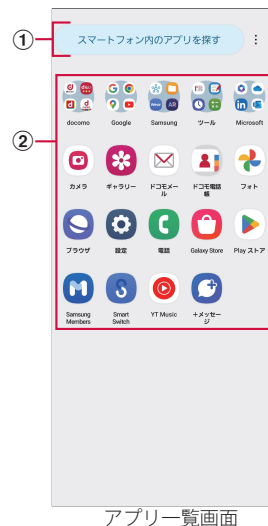 ① スマートフォン内のアプリを探す
②
docomo Google Samsung ツール Microsoft
カメラ ギャラリー ドコモメー ドコモ電話 フォト
ル 帳
ブラウザ 設定 電話 Galaxy Store Play ストア
Samsung Smart YT Music +メッセー
Members Switch ジ
アプリ一覧画面